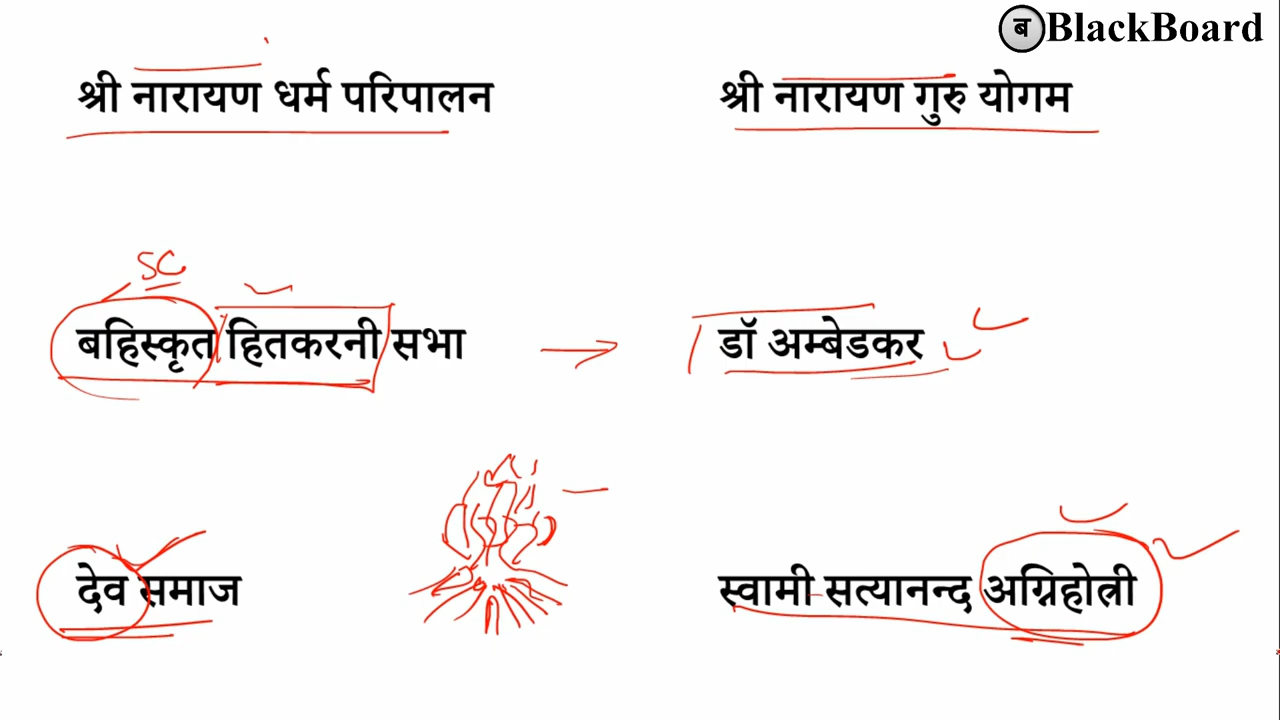 ब BlackBoard
श्री नारायण धर्म परिपालन श्री नारायण गुरु योगम
SC
बहिस्कृत हितकरनी सभा डॉ अम्बेडकर
देव समाज स्वामी सत्यानन्द अग्निहोत्री